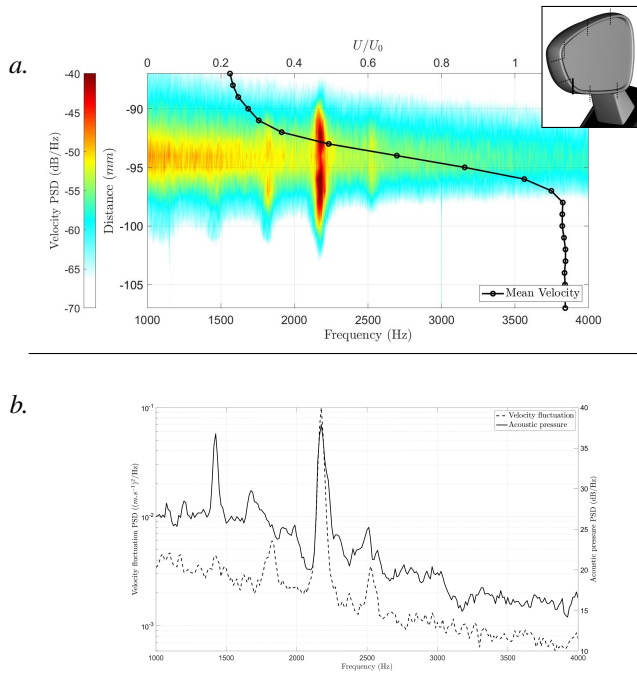 a.
U/U₀
0 0.2 0.4 0.6 0.8 1
-40
-45
-50
-55
-60
-65
-70
Velocity PSD (dB/Hz)
-90
-95
-100
-105
Distance (mm)
Mean Velocity
1000 1500 2000 2500 3000 3500 4000
Frequency (Hz)
b.
10⁻¹
10⁻²
10⁻³
Velocity fluctuation PSD ((m.s⁻¹)²/Hz)
Velocity fluctuation
Acoustic pressure
40
35
30
25
20
15
10
Acoustic pressure PSD (dB/Hz)
1000 1500 2000 2500 3000 3500 4000
Frequency (Hz)